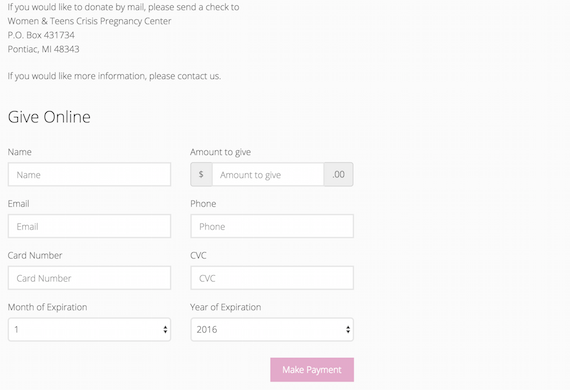 If you would like to donate by mail, please send a check to
Women & Teens Crisis Pregnancy Center
P.O. Box 431734
Pontiac, MI 48343
If you would like more information, please contact us.
Give Online
Name Amount to give
Name $ Amount to give .00
Email Phone
Email Phone
Card Number CVC
Card Number CVC
Month of Expiration Year of Expiration
1 2016
Make Payment